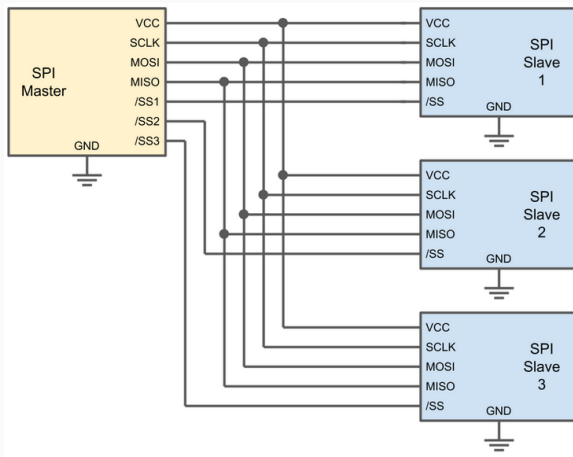 SPI
Master
VCC
SCLK
MOSI
MISO
/SS1
/SS2
/SS3
GND
VCC
SCLK
MOSI
MISO
/SS
SPI
Slave
1
GND
VCC
SCLK
MOSI
MISO
/SS
SPI
Slave
2
GND
VCC
SCLK
MOSI
MISO
/SS
SPI
Slave
3
GND